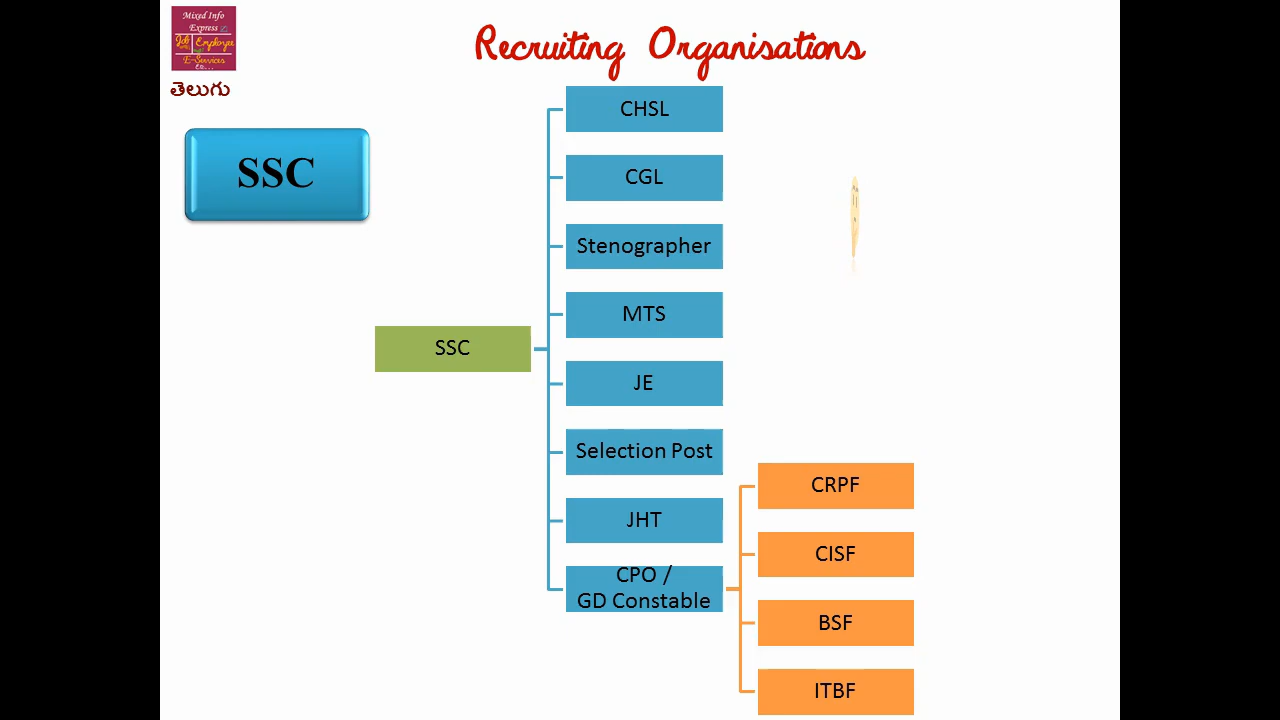 Mixed Info
Express
Job
Employee
E-Services
తెలుగు
Recruiting Organisations
SSC
SSC
CHSL
CGL
Stenographer
MTS
JE
Selection Post
JHT
CPO /
GD Constable
CRPF
CISF
BSF
ITBF